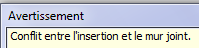 Avertissement
Conflit entre l'insertion et le mur joint.